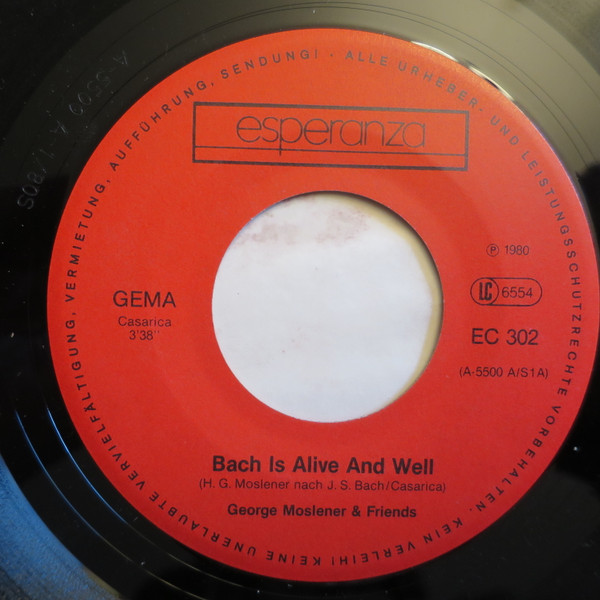 esperanza
ALLE URHEBER- UND LEISTUNGSSCHUTZRECHTE VORBEHALTEN. KEIN VERLEIH! KEINE UNERLAUBTE VERVIELFÄLTIGUNG, VERMIETUNG, AUFFÜHRUNG, SENDUNG! -
GEMA
Casarica
3'38"
℗ 1980
LC 6554
EC 302
(A-5500 A/S1A)
Bach Is Alive And Well
(H. G. Moslener nach J. S. Bach/Casarica)
George Moslener & Friends